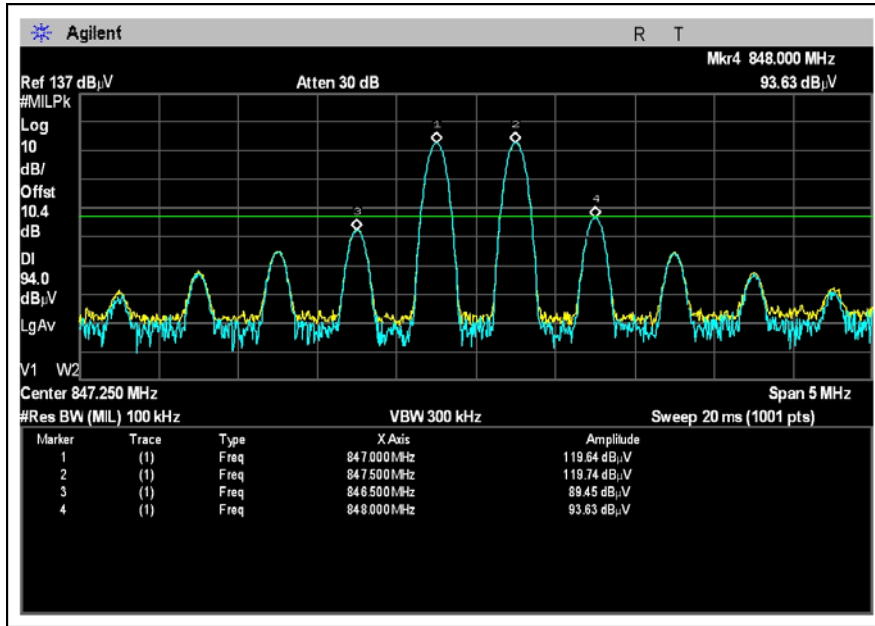 Agilent R T
Mkr4 848.000 MHz
Ref 137 dBµV Atten 30 dB 93.63 dBµV
#MILPk
Log
10
dB/
Offst
10.4
dB
DI
94.0
dBµV
LgAv
V1 W2
1 2
3 4
Center 847.250 MHz Span 5 MHz
#Res BW (MIL) 100 kHz VBW 300 kHz Sweep 20 ms (1001 pts)
Marker Trace Type X Axis Amplitude
1 (1) Freq 847.000 MHz 119.64 dBµV
2 (1) Freq 847.500 MHz 119.74 dBµV
3 (1) Freq 846.500 MHz 89.45 dBµV
4 (1) Freq 848.000 MHz 93.63 dBµV